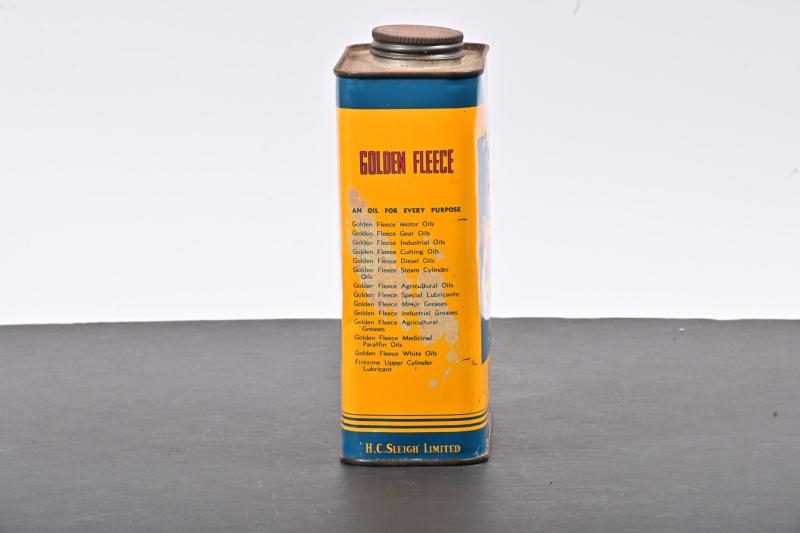 GOLDEN FLEECE
AN OIL FOR EVERY PURPOSE
Golden Fleece Motor Oils
Golden Fleece Gear Oils
Golden Fleece Industrial Oils
Golden Fleece Cutting Oils
Golden Fleece Diesel Oils
Golden Fleece Steam Cylinder
Oils
Golden Fleece Agricultural Oils
Golden Fleece Special Lubricants
Golden Fleece Motor Greases
Golden Fleece Industrial Greases
Golden Fleece Agricultural
Greases
Golden Fleece Medicinal
Paraffin Oils
Golden Fleece White Oils
Firezone Upper Cylinder
Lubricant
H.C. SLEIGH LIMITED